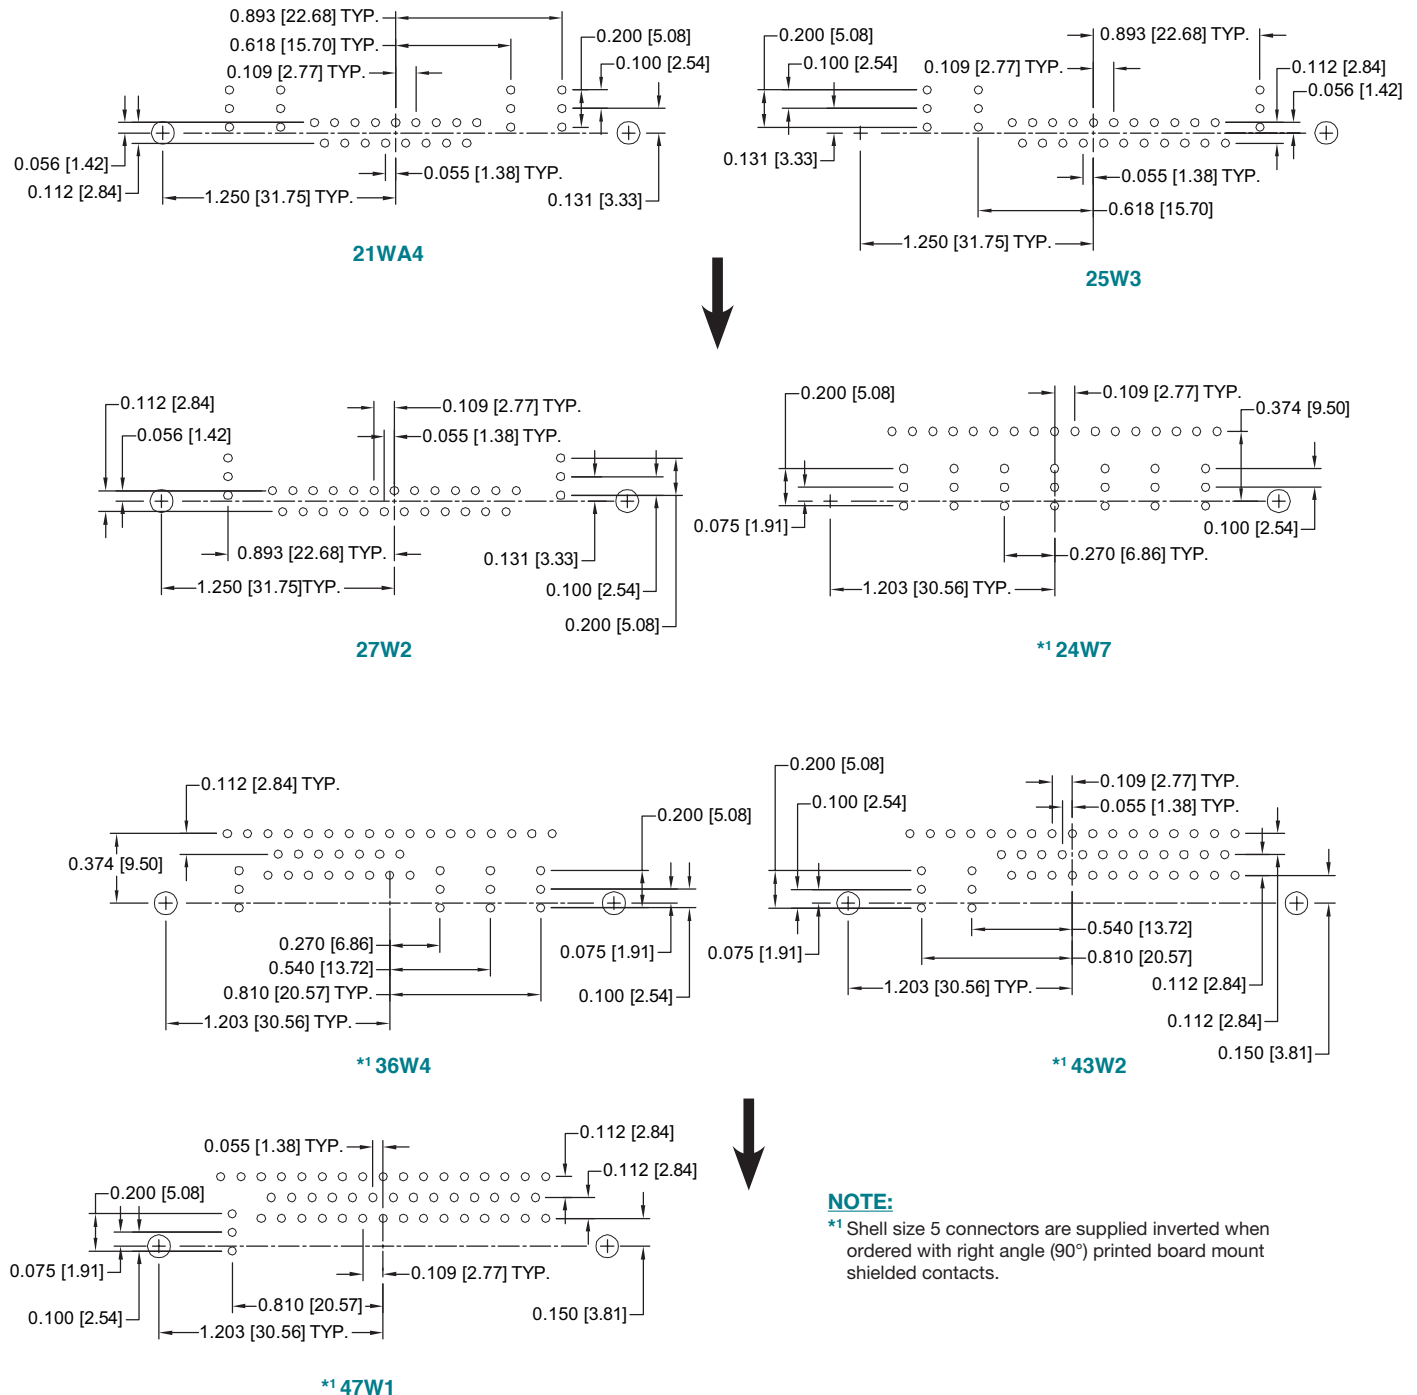 0.893 [22.68] TYP.
0.618 [15.70] TYP.
0.109 [2.77] TYP.
0.200 [5.08]
0.100 [2.54]
0.056 [1.42]
0.112 [2.84]
0.055 [1.38] TYP.
1.250 [31.75] TYP.
0.131 [3.33]
21WA4
0.200 [5.08]
0.100 [2.54]
0.893 [22.68] TYP.
0.109 [2.77] TYP.
0.112 [2.84]
0.056 [1.42]
0.131 [3.33]
0.055 [1.38] TYP.
0.618 [15.70]
1.250 [31.75] TYP.
25W3
0.112 [2.84]
0.056 [1.42]
0.109 [2.77] TYP.
0.055 [1.38] TYP.
0.893 [22.68] TYP.
1.250 [31.75]TYP.
0.131 [3.33]
0.100 [2.54]
0.200 [5.08]
27W2
0.200 [5.08]
0.109 [2.77] TYP.
0.374 [9.50]
0.075 [1.91]
0.100 [2.54]
0.270 [6.86] TYP.
1.203 [30.56] TYP.
*1 24W7
0.112 [2.84] TYP.
0.200 [5.08]
0.374 [9.50]
0.270 [6.86]
0.540 [13.72]
0.810 [20.57] TYP.
1.203 [30.56] TYP.
0.075 [1.91]
0.100 [2.54]
*1 36W4
0.200 [5.08]
0.100 [2.54]
0.109 [2.77] TYP.
0.055 [1.38] TYP.
0.075 [1.91]
0.540 [13.72]
0.810 [20.57]
1.203 [30.56] TYP.
0.112 [2.84]
0.112 [2.84]
0.150 [3.81]
*1 43W2
0.055 [1.38] TYP.
0.112 [2.84]
0.112 [2.84]
0.200 [5.08]
0.075 [1.91]
0.100 [2.54]
0.109 [2.77] TYP.
0.810 [20.57]
1.203 [30.56] TYP.
0.150 [3.81]
*1 47W1
NOTE:
*1 Shell size 5 connectors are supplied inverted when
ordered with right angle (90°) printed board mount
shielded contacts.